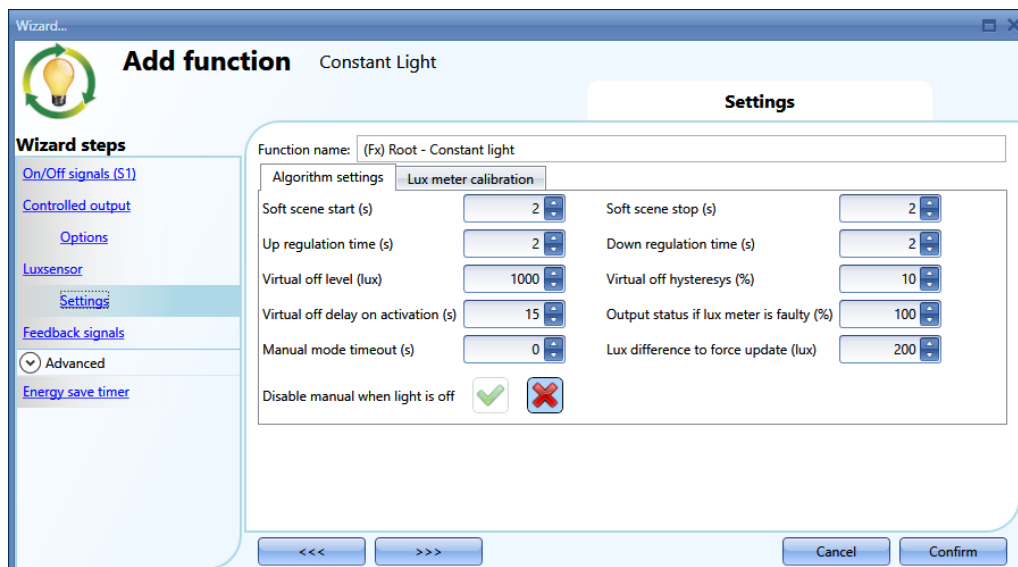 Wizard...
Add function Constant Light
Settings
Wizard steps
On/Off signals (S1)
Controlled output
Options
Luxsensor
Settings
Feedback signals
Advanced
Energy save timer
Function name: (Fx) Root - Constant light
Algorithm settings Lux meter calibration
Soft scene start (s) 2 Soft scene stop (s) 2
Up regulation time (s) 2 Down regulation time (s) 2
Virtual off level (lux) 1000 Virtual off hysteresys (%) 10
Virtual off delay on activation (s) 15 Output status if lux meter is faulty (%) 100
Manual mode timeout (s) 0 Lux difference to force update (lux) 200
Disable manual when light is off
<<< >>> Cancel Confirm